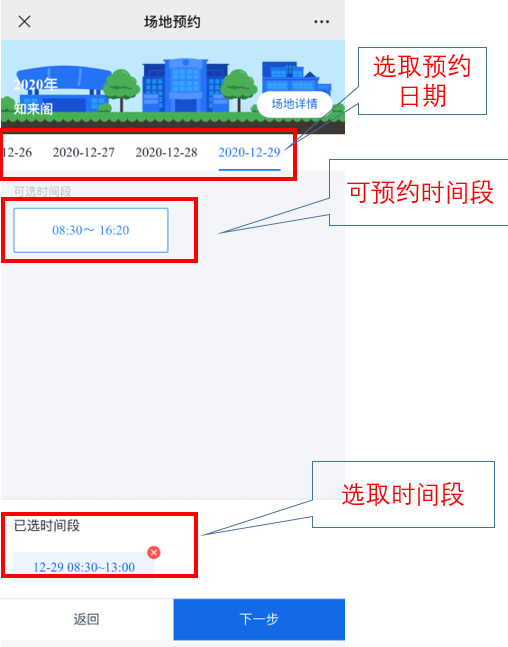 场地预约
2020年
知来阁
场地详情
选取预约
日期
12-26 2020-12-27 2020-12-28 2020-12-29
可选时间段
08:30～ 16:20
可预约时间段
选取时间段
已选时间段
12-29 08:30~13:00
返回
下一步